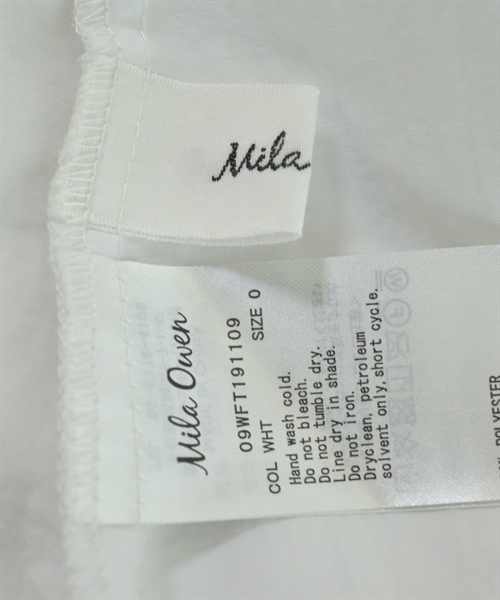 Mila
Mila Owen
09WFT191109
COL WHT SIZE 0
Hand wash cold.
Do not bleach.
Do not tumble dry.
Line dry in shade.
Do not iron.
Dryclean, petroleum
solvent only, short cycle.
POLYESTER